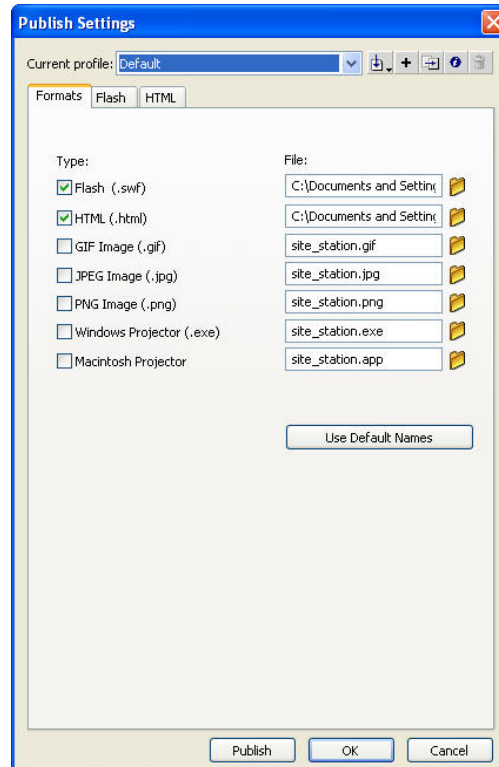 Publish Settings
Current profile: Default
Formats Flash HTML
Type: File:
Flash (.swf) C:\Documents and Setting
HTML (.html) C:\Documents and Setting
GIF Image (.gif) site_station.gif
JPEG Image (.jpg) site_station.jpg
PNG Image (.png) site_station.png
Windows Projector (.exe) site_station.exe
Macintosh Projector site_station.app
Use Default Names
Publish OK Cancel